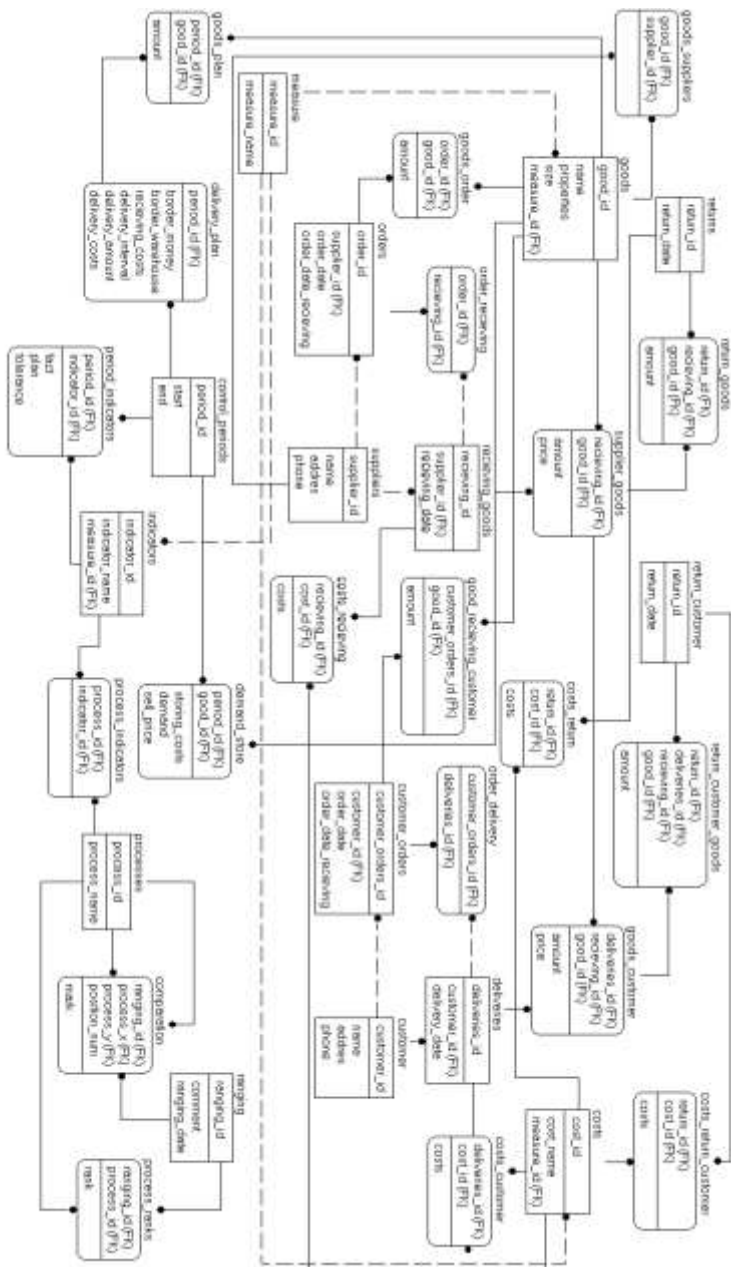 goods_suppliers
good_id (FK)
supplier_id (FK)
returns
return_id
return_date
return_goods
return_id (FK)
recieving_id (FK)
good_id (FK)
amount
return_customer
return_id
return_date
return_customer_goods
return_id (FK)
deliveries_id (FK)
recieving_id (FK)
good_id (FK)
amount
costs_return_customer
return_id (FK)
cost_id (FK)
costs
goods
good_id
name
properties
size
measure_id (FK)
supplier_goods
recieving_id (FK)
good_id (FK)
amount
price
costs_return
return_id (FK)
cost_id (FK)
costs
goods_customer
deliveries_id (FK)
recieving_id (FK)
good_id (FK)
amount
price
costs
cost_id
cost_name
measure_id (FK)
goods_order
order_id (FK)
good_id (FK)
amount
order_recieving
order_id (FK)
recieving_id (FK)
recieving_goods
recieving_id
supplier_id (FK)
recieving_date
good_recieving_customer
customer_orders_id (FK)
good_id (FK)
amount
order_delivery
customer_orders_id (FK)
deliveries_id (FK)
deliveries
deliveries_id
customer_id (FK)
delivery_date
costs_customer
deliveries_id (FK)
cost_id (FK)
costs
measure
measure_id
measure_name
orders
order_id
supplier_id (FK)
order_date
order_date_recieving
suppliers
supplier_id
name
addres
phone
costs_recieving
recieving_id (FK)
cost_id (FK)
costs
customer_orders
customer_orders_id
customer_id (FK)
order_date
order_date_recieving
customer
customer_id
name
addres
phone
goods_plan
period_id (FK)
good_id (FK)
amount
delivery_plan
period_id (FK)
border_money
border_warehouse
recieving_costs
delivery_interval
delivery_amount
delivery_costs
control_periods
period_id
start
end
demand_store
period_id (FK)
good_id (FK)
storing_costs
demand
sell_price
period_indicators
period_id (FK)
indicator_id (FK)
fact
plan
tolerance
indicators
indicator_id
indicator_name
measure_id (FK)
process_indicators
process_id (FK)
indicator_id (FK)
processes
process_id
process_name
comparation
ranging_id (FK)
process_x (FK)
process_y (FK)
position_num
mask
ranging
ranging_id
comment
ranging_date
process_ranks
ranging_id (FK)
process_id (FK)
rask